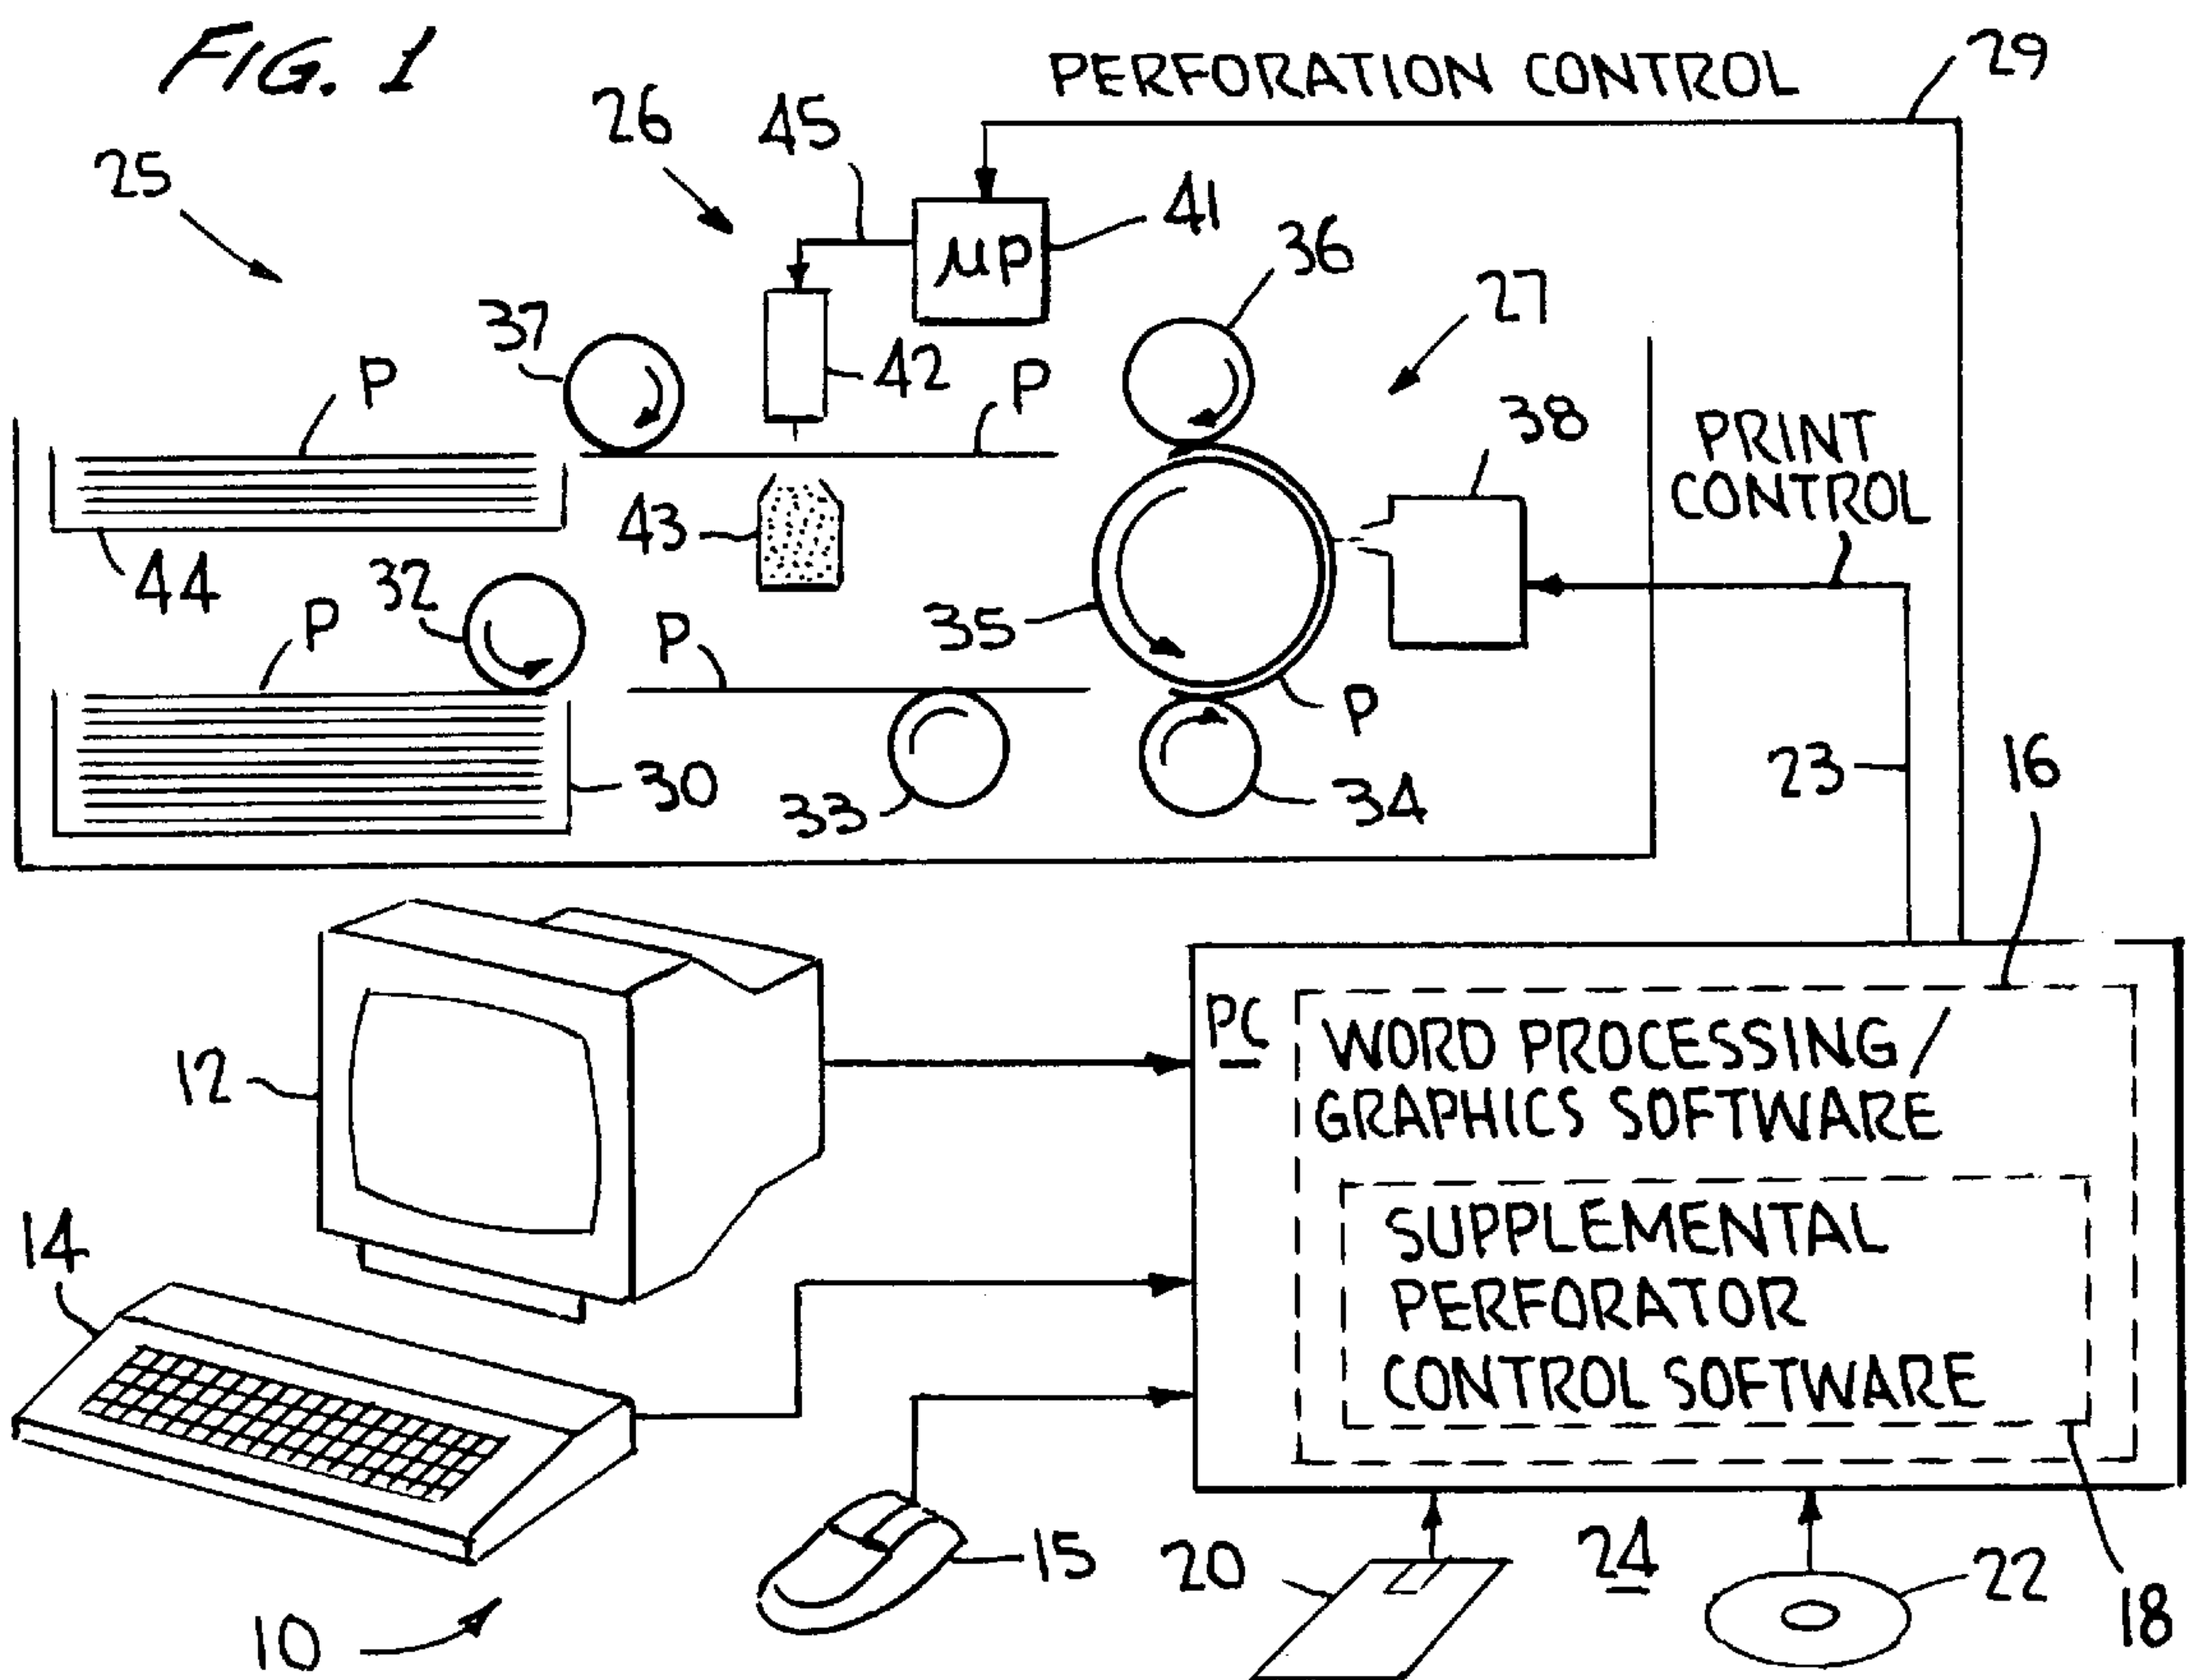 FIG. 1
PERFORATION CONTROL
29
26
45
25
41
µP
36
27
37
P
42
P
38
PRINT
CONTROL
43
44
32
35
P
P
P
23
16
30
33
34
PC
WORD PROCESSING/
GRAPHICS SOFTWARE
12
SUPPLEMENTAL
PERFORATOR
CONTROL SOFTWARE
14
15
20
24
22
18
10